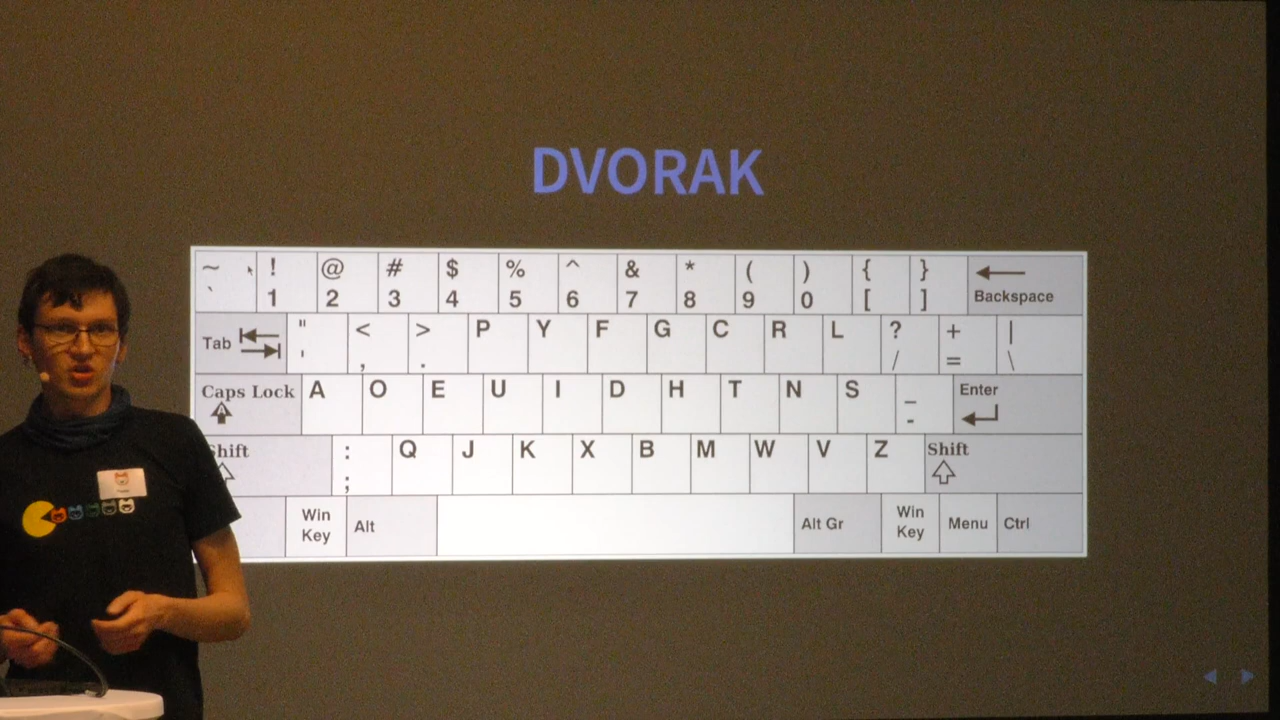 DVORAK
~ ! @ # $ % ^ & * ( ) { }
` 1 2 3 4 5 6 7 8 9 0 [ ] Backspace
Tab " < > P Y F G C R L ? + |
' , . / = \
Caps Lock A O E U I D H T N S _ Enter
-
Shift : Q J K X B M W V Z Shift
;
Win Key Alt Alt Gr Win Key Menu Ctrl